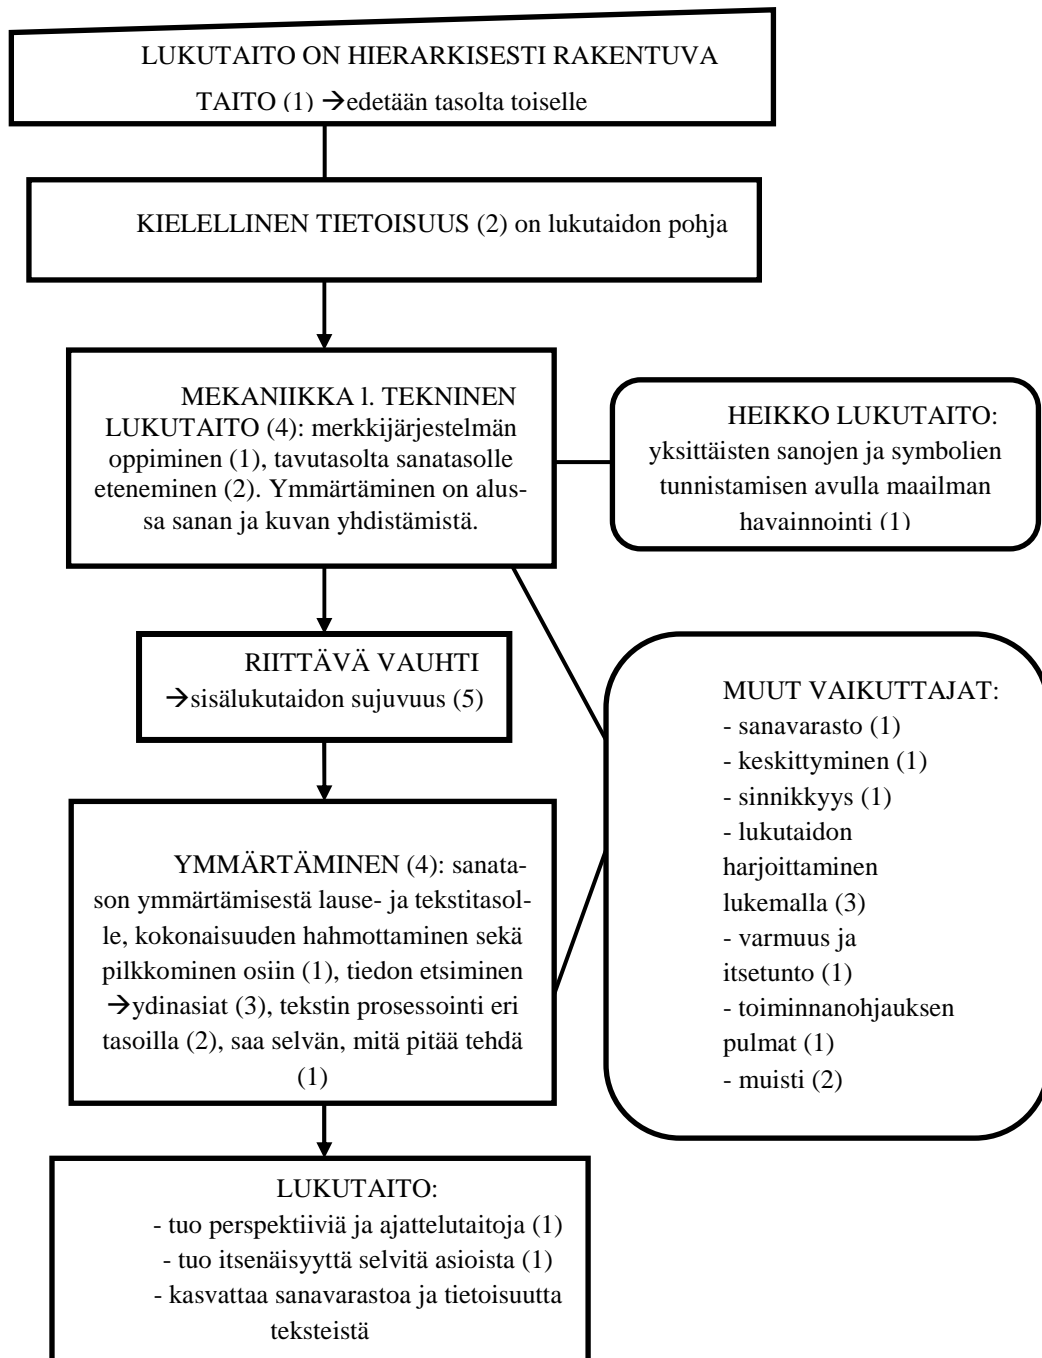 LUKUTAITO ON HIERARKISESTI RAKENTUVA
TAITO (1) →edetään tasolta toiselle
KIELELLINEN TIETOISUUS (2) on lukutaidon pohja
MEKANIIKKA l. TEKNINEN
LUKUTAITO (4): merkkijärjestelmän
oppiminen (1), tavutasolta sanatasolle
eteneminen (2). Ymmärtäminen on alus-
sa sanan ja kuvan yhdistämistä.
HEIKKO LUKUTAITO:
yksittäisten sanojen ja symbolien
tunnistamisen avulla maailman
havainnointi (1)
RIITTÄVÄ VAUHTI
→sisälukutaidon sujuvuus (5)
MUUT VAIKUTTAJAT:
- sanavarasto (1)
- keskittyminen (1)
- sinnikkyys (1)
- lukutaidon
harjoittaminen
lukemalla (3)
- varmuus ja
itsetunto (1)
- toiminnanohjauksen
pulmat (1)
- muisti (2)
YMMÄRTÄMINEN (4): sanata-
son ymmärtämisestä lause- ja tekstitasol-
le, kokonaisuuden hahmottaminen sekä
pilkkominen osiin (1), tiedon etsiminen
→ydinasiat (3), tekstin prosessointi eri
tasoilla (2), saa selvän, mitä pitää tehdä
(1)
LUKUTAITO:
- tuo perspektiiviä ja ajattelutaitoja (1)
- tuo itsenäisyyttä selvitä asioista (1)
- kasvattaa sanavarastoa ja tietoisuutta
teksteistä